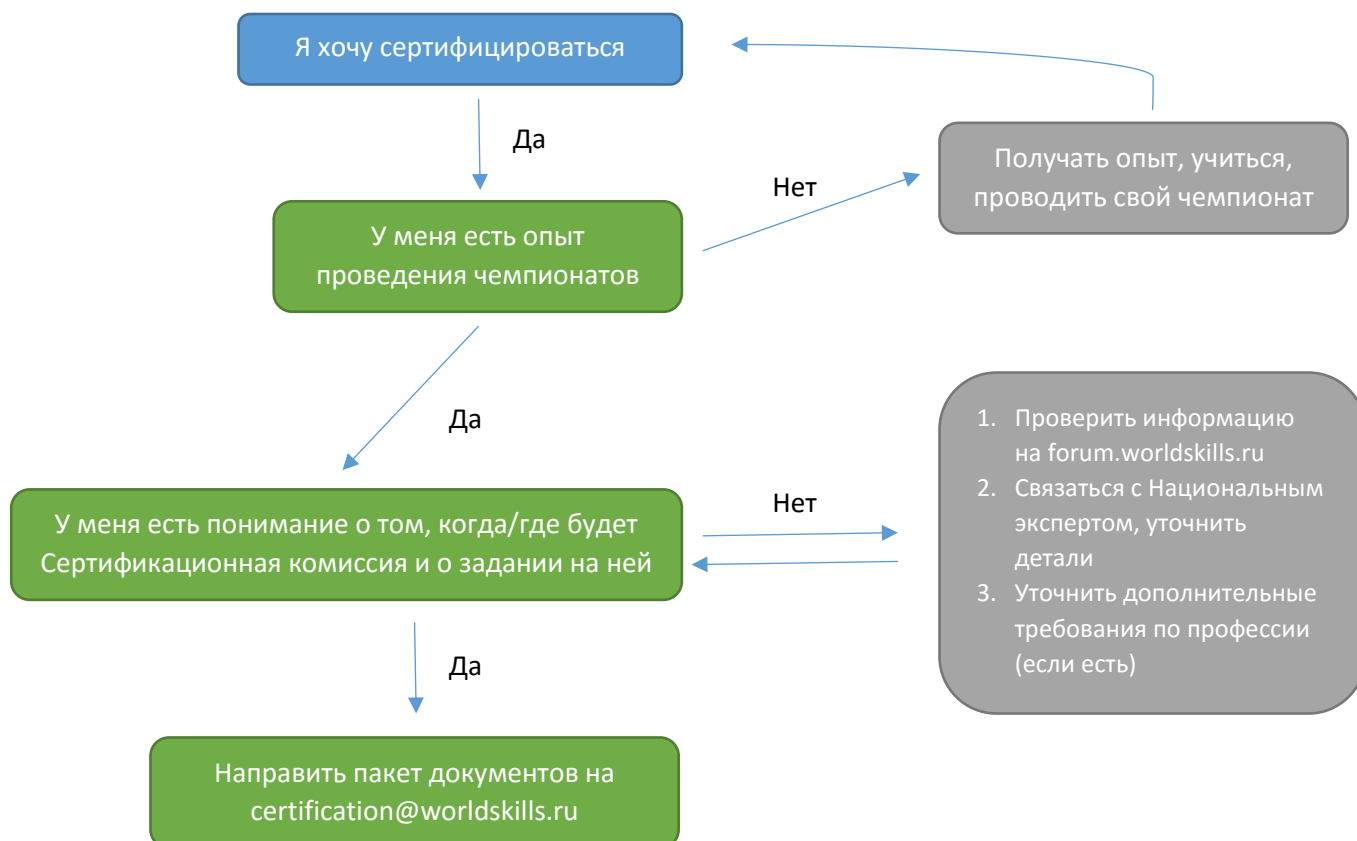 Я хочу сертифицироваться
Да
Получать опыт, учиться,
проводить свой чемпионат
Нет
У меня есть опыт
проведения чемпионатов
Да
1. Проверить информацию
на forum.worldskills.ru
2. Связаться с Национальным
экспертом, уточнить
детали
3. Уточнить дополнительные
требования по профессии
(если есть)
Нет
У меня есть понимание о том, когда/где будет
Сертификационная комиссия и о задании на ней
Да
Направить пакет документов на
certification@worldskills.ru